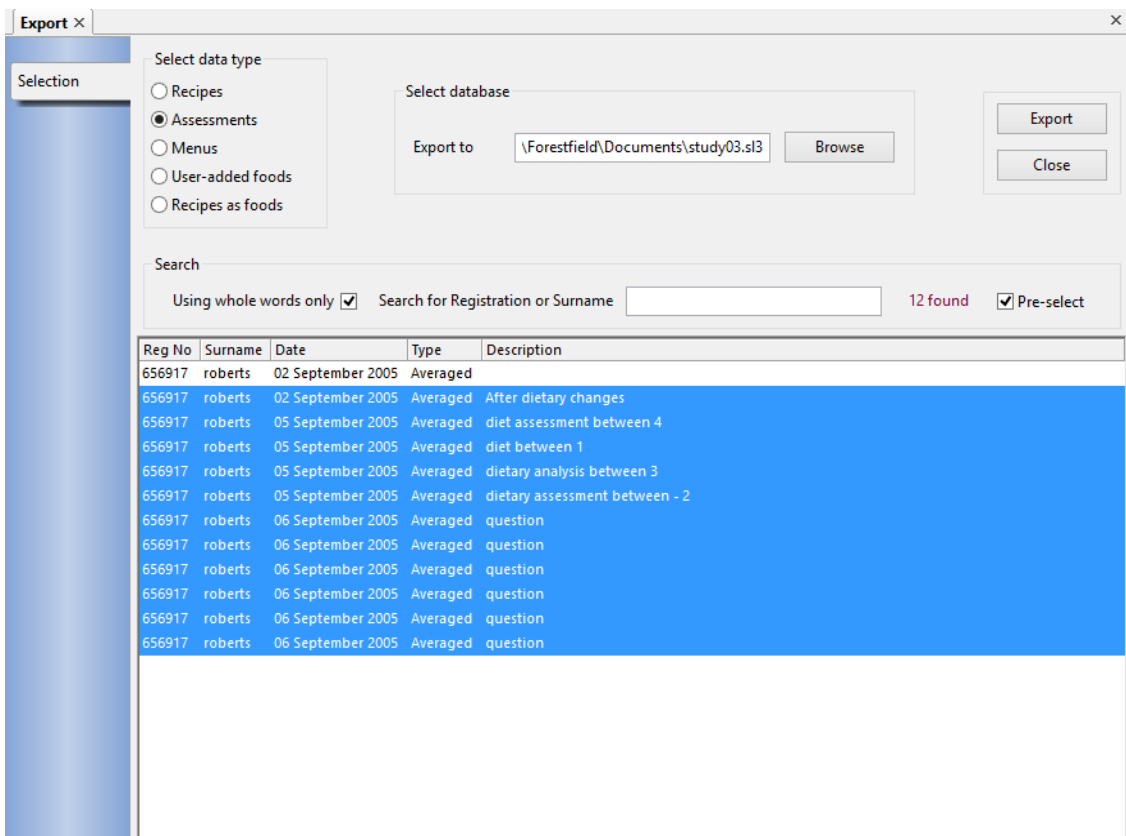 Export
Selection
Select data type
Recipes
Assessments
Menus
User-added foods
Recipes as foods
Select database
Export to \Forestfield\Documents\study03.sl3 Browse
Export
Close
Search
Using whole words only Search for Registration or Surname 12 found Pre-select
Reg No Surname Date Type Description
656917 roberts 02 September 2005 Averaged
656917 roberts 02 September 2005 Averaged After dietary changes
656917 roberts 05 September 2005 Averaged diet assessment between 4
656917 roberts 05 September 2005 Averaged diet between 1
656917 roberts 05 September 2005 Averaged dietary analysis between 3
656917 roberts 05 September 2005 Averaged dietary assessment between - 2
656917 roberts 06 September 2005 Averaged question
656917 roberts 06 September 2005 Averaged question
656917 roberts 06 September 2005 Averaged question
656917 roberts 06 September 2005 Averaged question
656917 roberts 06 September 2005 Averaged question
656917 roberts 06 September 2005 Averaged question